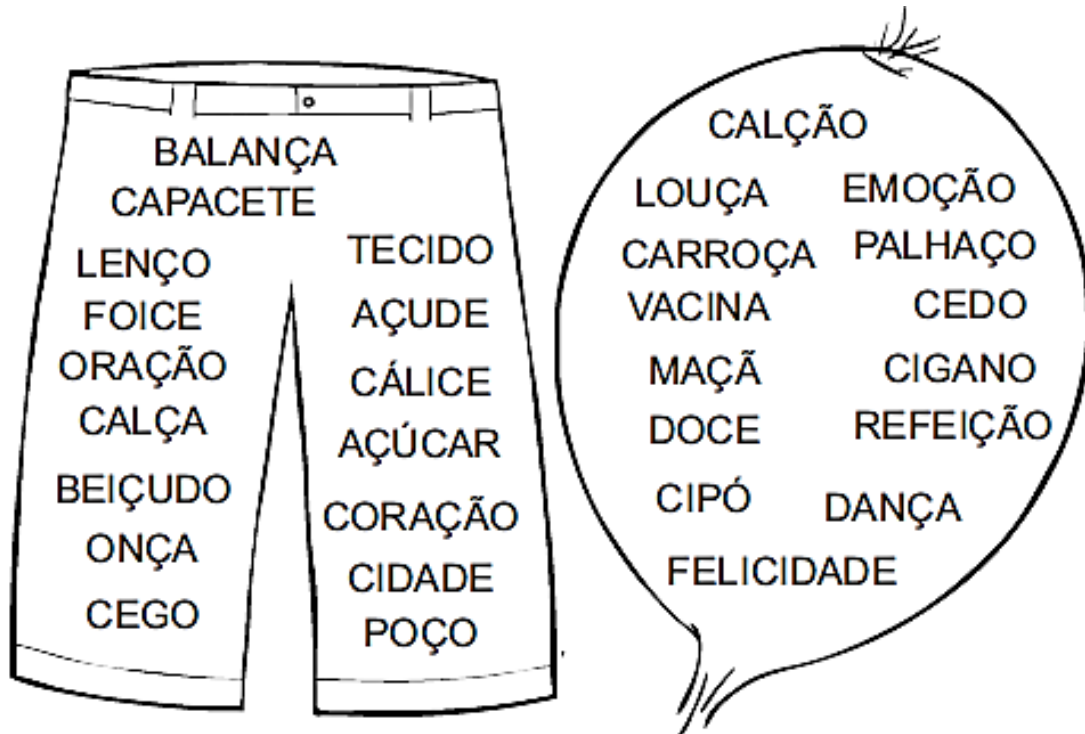 BALANÇA
CAPACETE
LENÇO
FOICE
ORAÇÃO
CALÇA
BEIÇUDO
ONÇA
CEGO
TECIDO
AÇUDE
CÁLICE
AÇÚCAR
CORAÇÃO
CIDADE
POÇO
CALÇÃO
LOUÇA EMOÇÃO
CARROÇA PALHAÇO
VACINA CEDO
MAÇÃ CIGANO
DOCE REFEIÇÃO
CIPÓ DANÇA
FELICIDADE